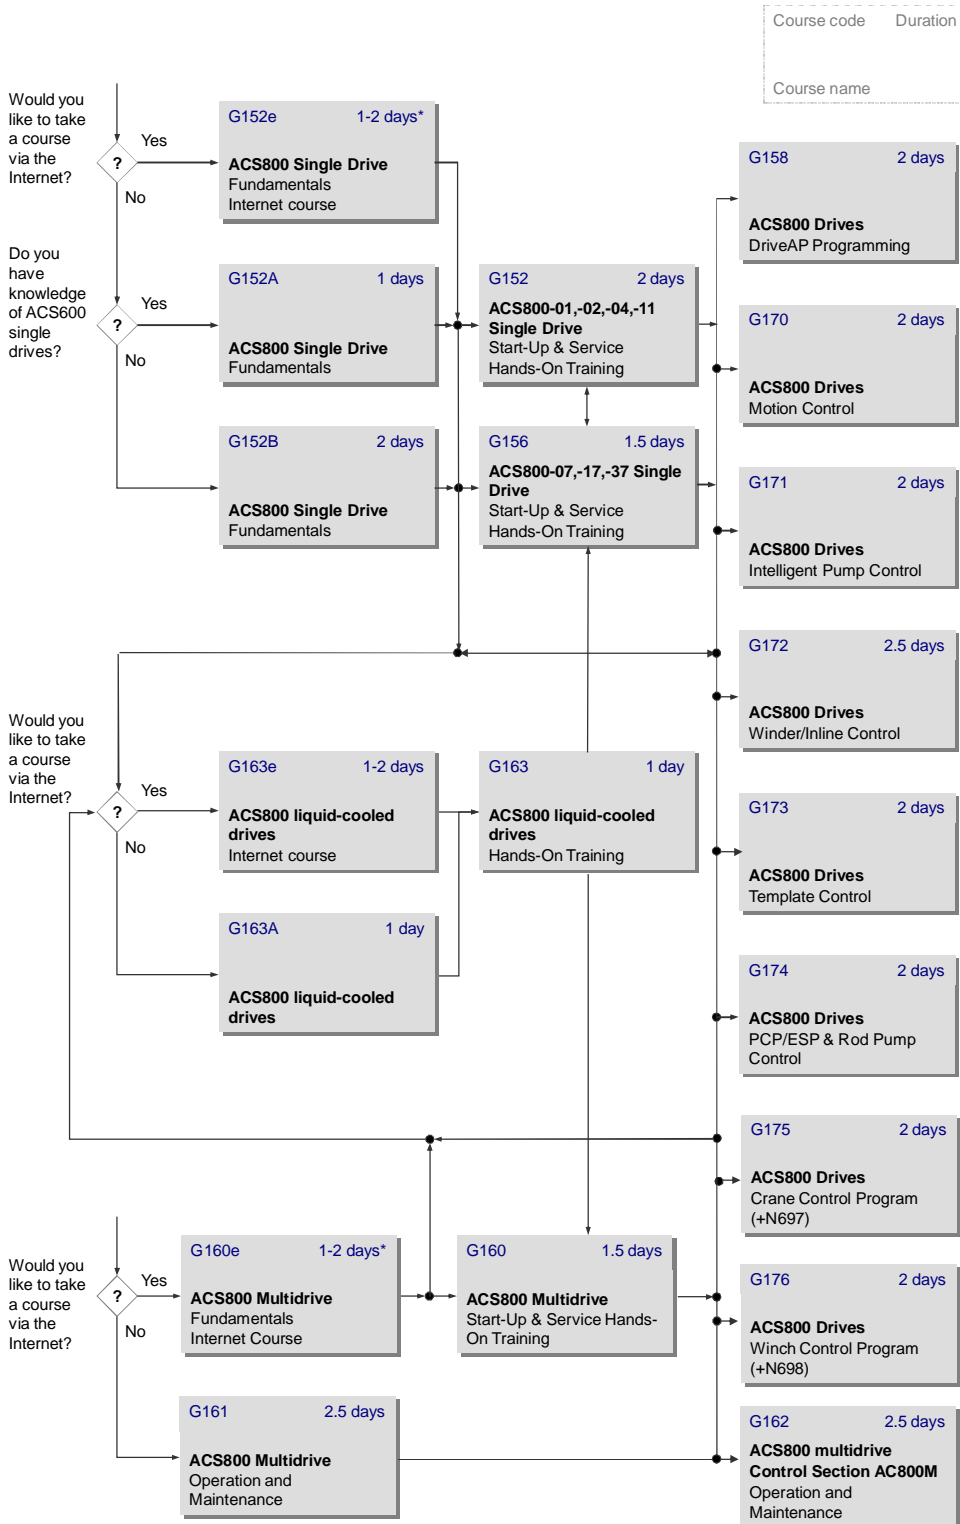 Course code Duration
Course name
Would you
like to take
a course
via the
Internet?
?
Yes
No
G152e 1-2 days*
ACS800 Single Drive
Fundamentals
Internet course
G158 2 days
ACS800 Drives
DriveAP Programming
Do you
have
knowledge
of ACS600
single
drives?
?
Yes
No
G152A 1 days
ACS800 Single Drive
Fundamentals
G152 2 days
ACS800-01,-02,-04,-11
Single Drive
Start-Up & Service
Hands-On Training
G170 2 days
ACS800 Drives
Motion Control
G152B 2 days
ACS800 Single Drive
Fundamentals
G156 1.5 days
ACS800-07,-17,-37 Single
Drive
Start-Up & Service
Hands-On Training
G171 2 days
ACS800 Drives
Intelligent Pump Control
G172 2.5 days
ACS800 Drives
Winder/Inline Control
Would you
like to take
a course
via the
Internet?
?
Yes
No
G163e 1-2 days
ACS800 liquid-cooled
drives
Internet course
G163 1 day
ACS800 liquid-cooled
drives
Hands-On Training
G173 2 days
ACS800 Drives
Template Control
G163A 1 day
ACS800 liquid-cooled
drives
G174 2 days
ACS800 Drives
PCP/ESP & Rod Pump
Control
G175 2 days
ACS800 Drives
Crane Control Program
(+N697)
Would you
like to take
a course
via the
Internet?
?
Yes
No
G160e 1-2 days*
ACS800 Multidrive
Fundamentals
Internet Course
G160 1.5 days
ACS800 Multidrive
Start-Up & Service Hands-
On Training
G176 2 days
ACS800 Drives
Winch Control Program
(+N698)
G161 2.5 days
ACS800 Multidrive
Operation and
Maintenance
G162 2.5 days
ACS800 multidrive
Control Section AC800M
Operation and
Maintenance